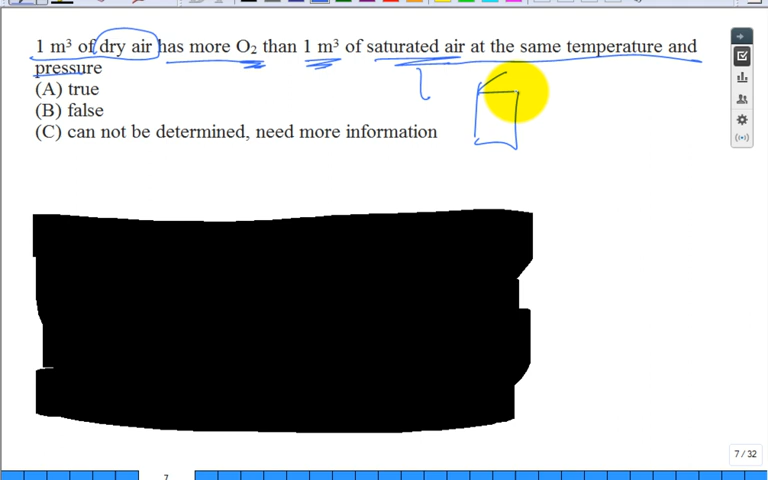 1 m³ of dry air has more O₂ than 1 m³ of saturated air at the same temperature and
pressure
(A) true
(B) false
(C) can not be determined, need more information
7 / 32
7